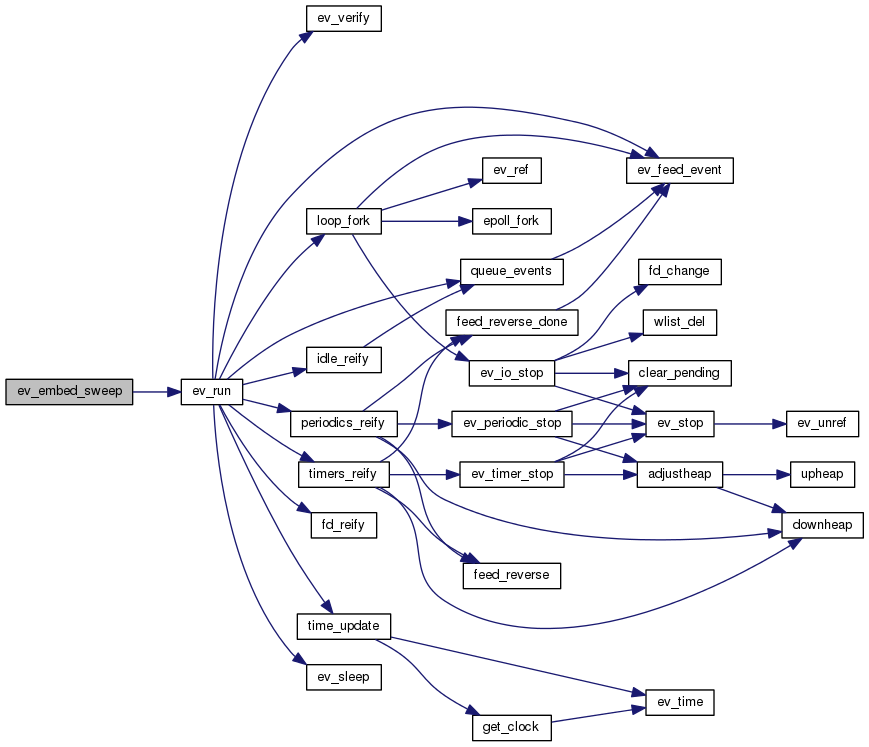 ev_verify
ev_feed_event
ev_ref
loop_fork
epoll_fork
queue_events
fd_change
feed_reverse_done
wlist_del
idle_reify
ev_io_stop
clear_pending
ev_embed_sweep
ev_run
periodics_reify
ev_periodic_stop
ev_stop
ev_unref
timers_reify
ev_timer_stop
adjustheap
upheap
fd_reify
downheap
feed_reverse
time_update
ev_sleep
ev_time
get_clock